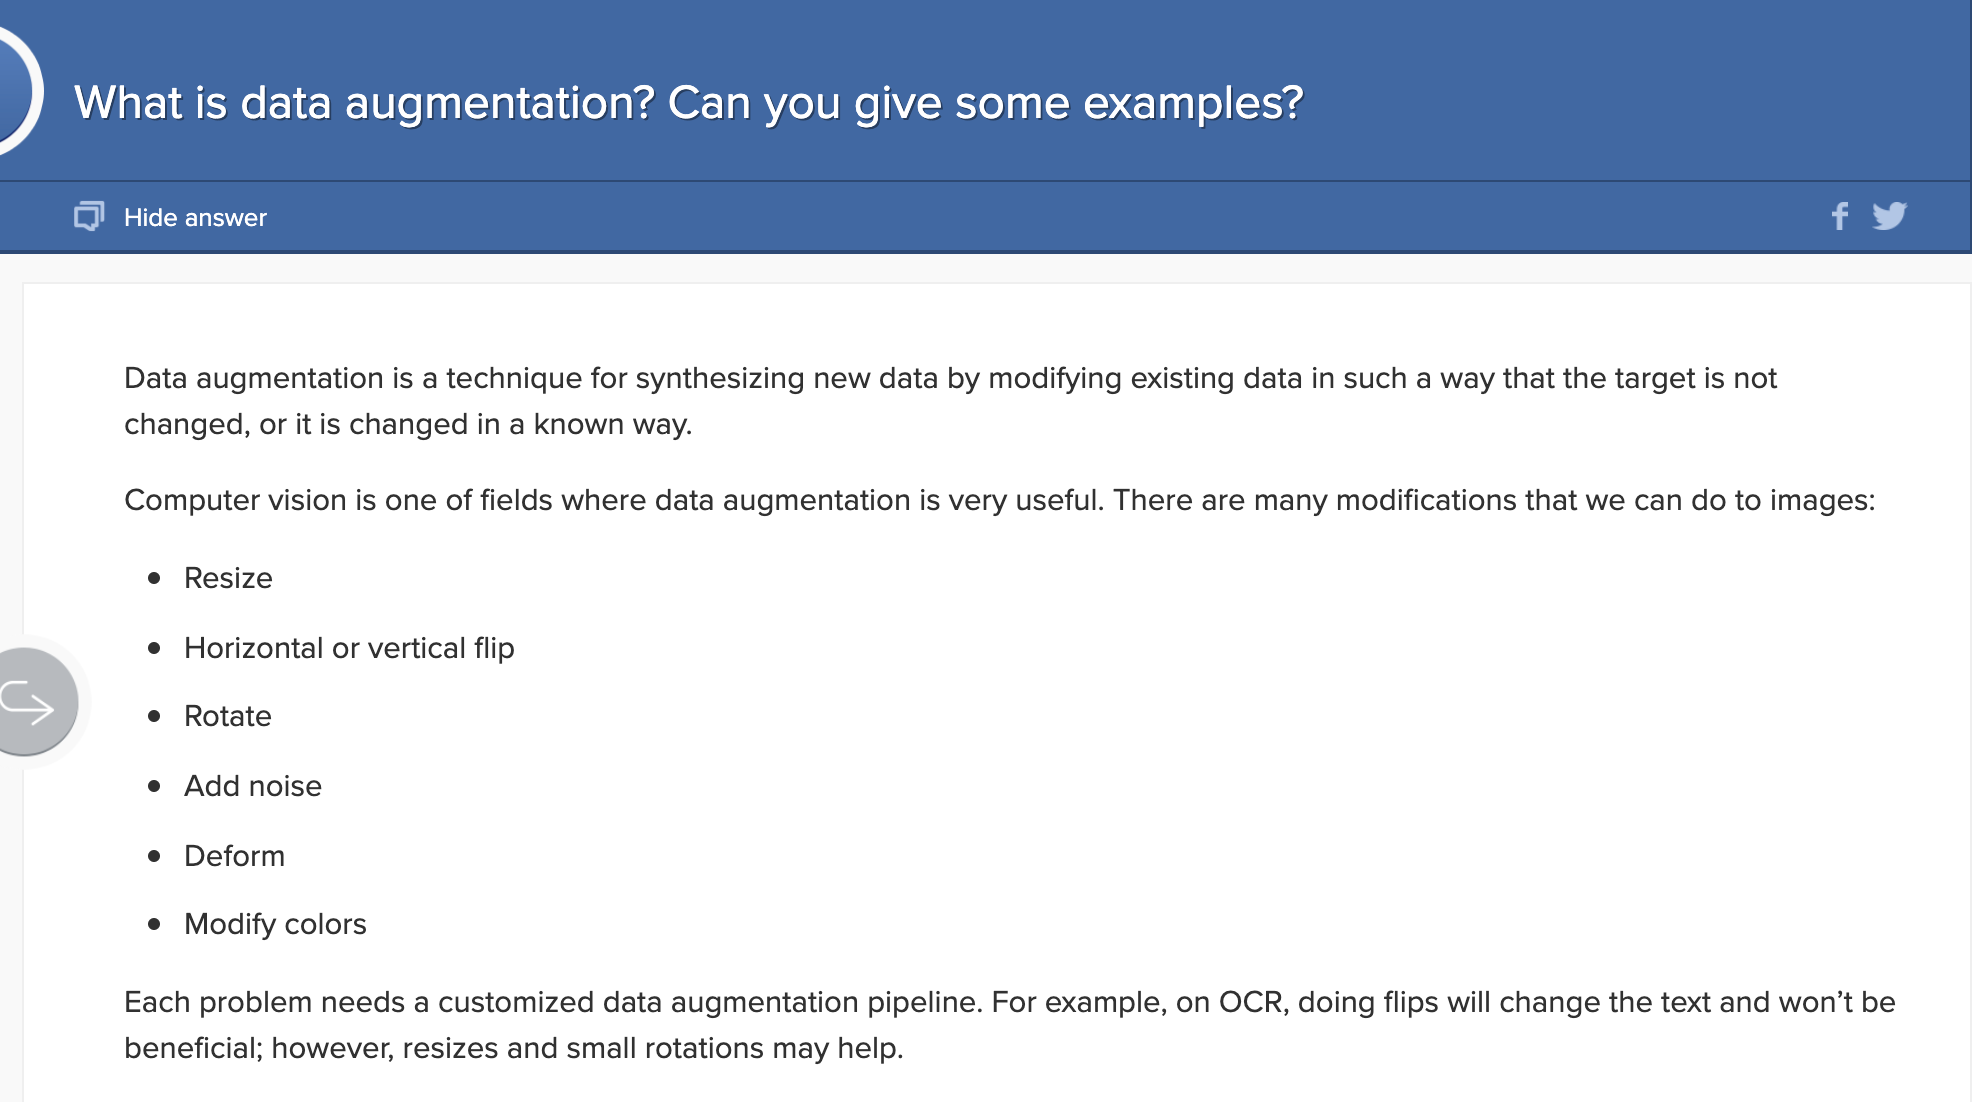 What is data augmentation? Can you give some examples?
Hide answer
Data augmentation is a technique for synthesizing new data by modifying existing data in such a way that the target is not
changed, or it is changed in a known way.
Computer vision is one of fields where data augmentation is very useful. There are many modifications that we can do to images:
• Resize
• Horizontal or vertical flip
• Rotate
• Add noise
• Deform
• Modify colors
Each problem needs a customized data augmentation pipeline. For example, on OCR, doing flips will change the text and won’t be
beneficial; however, resizes and small rotations may help.